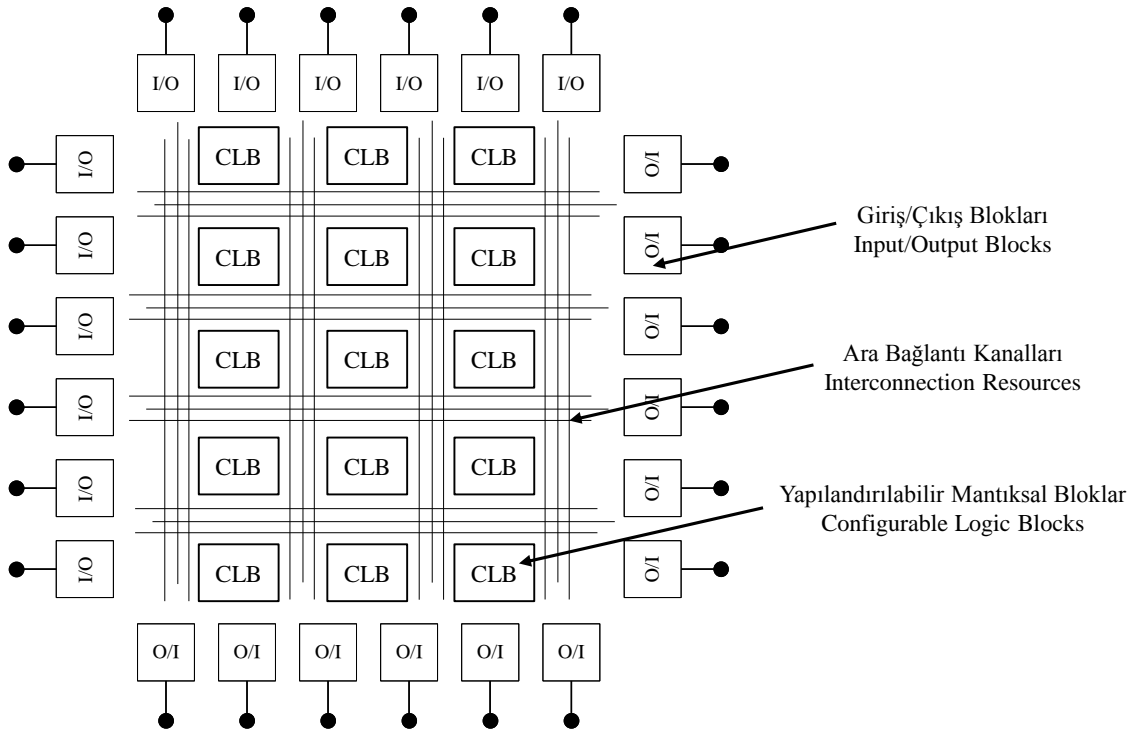 I/O I/O I/O I/O I/O I/O
I/O CLB CLB CLB I/O
I/O CLB CLB CLB I/O
Giriş/Çıkış Blokları
Input/Output Blocks
I/O I/O
I/O CLB CLB CLB I/O
Ara Bağlantı Kanalları
Interconnection Resources
I/O CLB CLB CLB I/O
Yapılandırılabilir Mantıksal Bloklar
Configurable Logic Blocks
I/O CLB CLB CLB I/O
O/I O/I O/I O/I O/I O/I